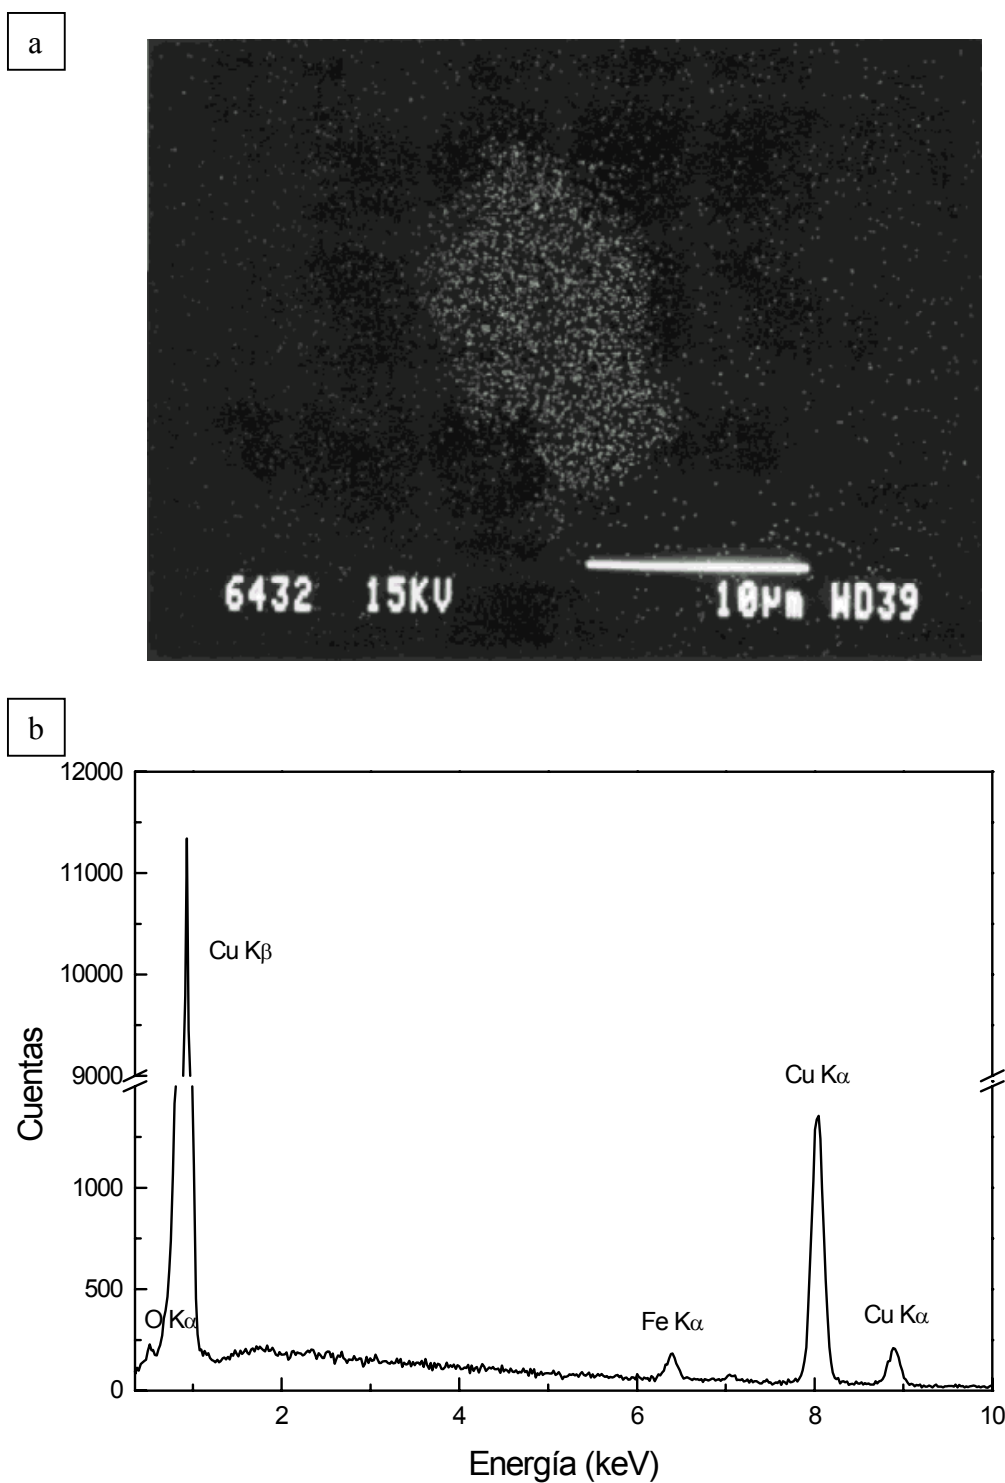 a
6432 15KV 10µm WD39
b
12000
11000
10000
9000
1000
500
0
Cuentas
Cu Kβ
Cu Kα
O Kα
Fe Kα
Cu Kα
2 4 6 8 10
Energía (keV)